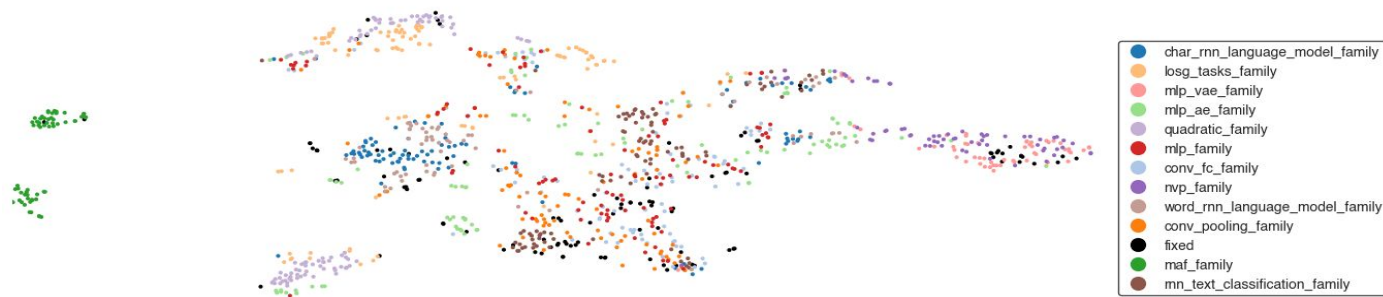 char_rnn_language_model_family
losg_tasks_family
mlp_vae_family
mlp_ae_family
quadratic_family
mlp_family
conv_fc_family
nvp_family
word_rnn_language_model_family
conv_pooling_family
fixed
maf_family
rnn_text_classification_family